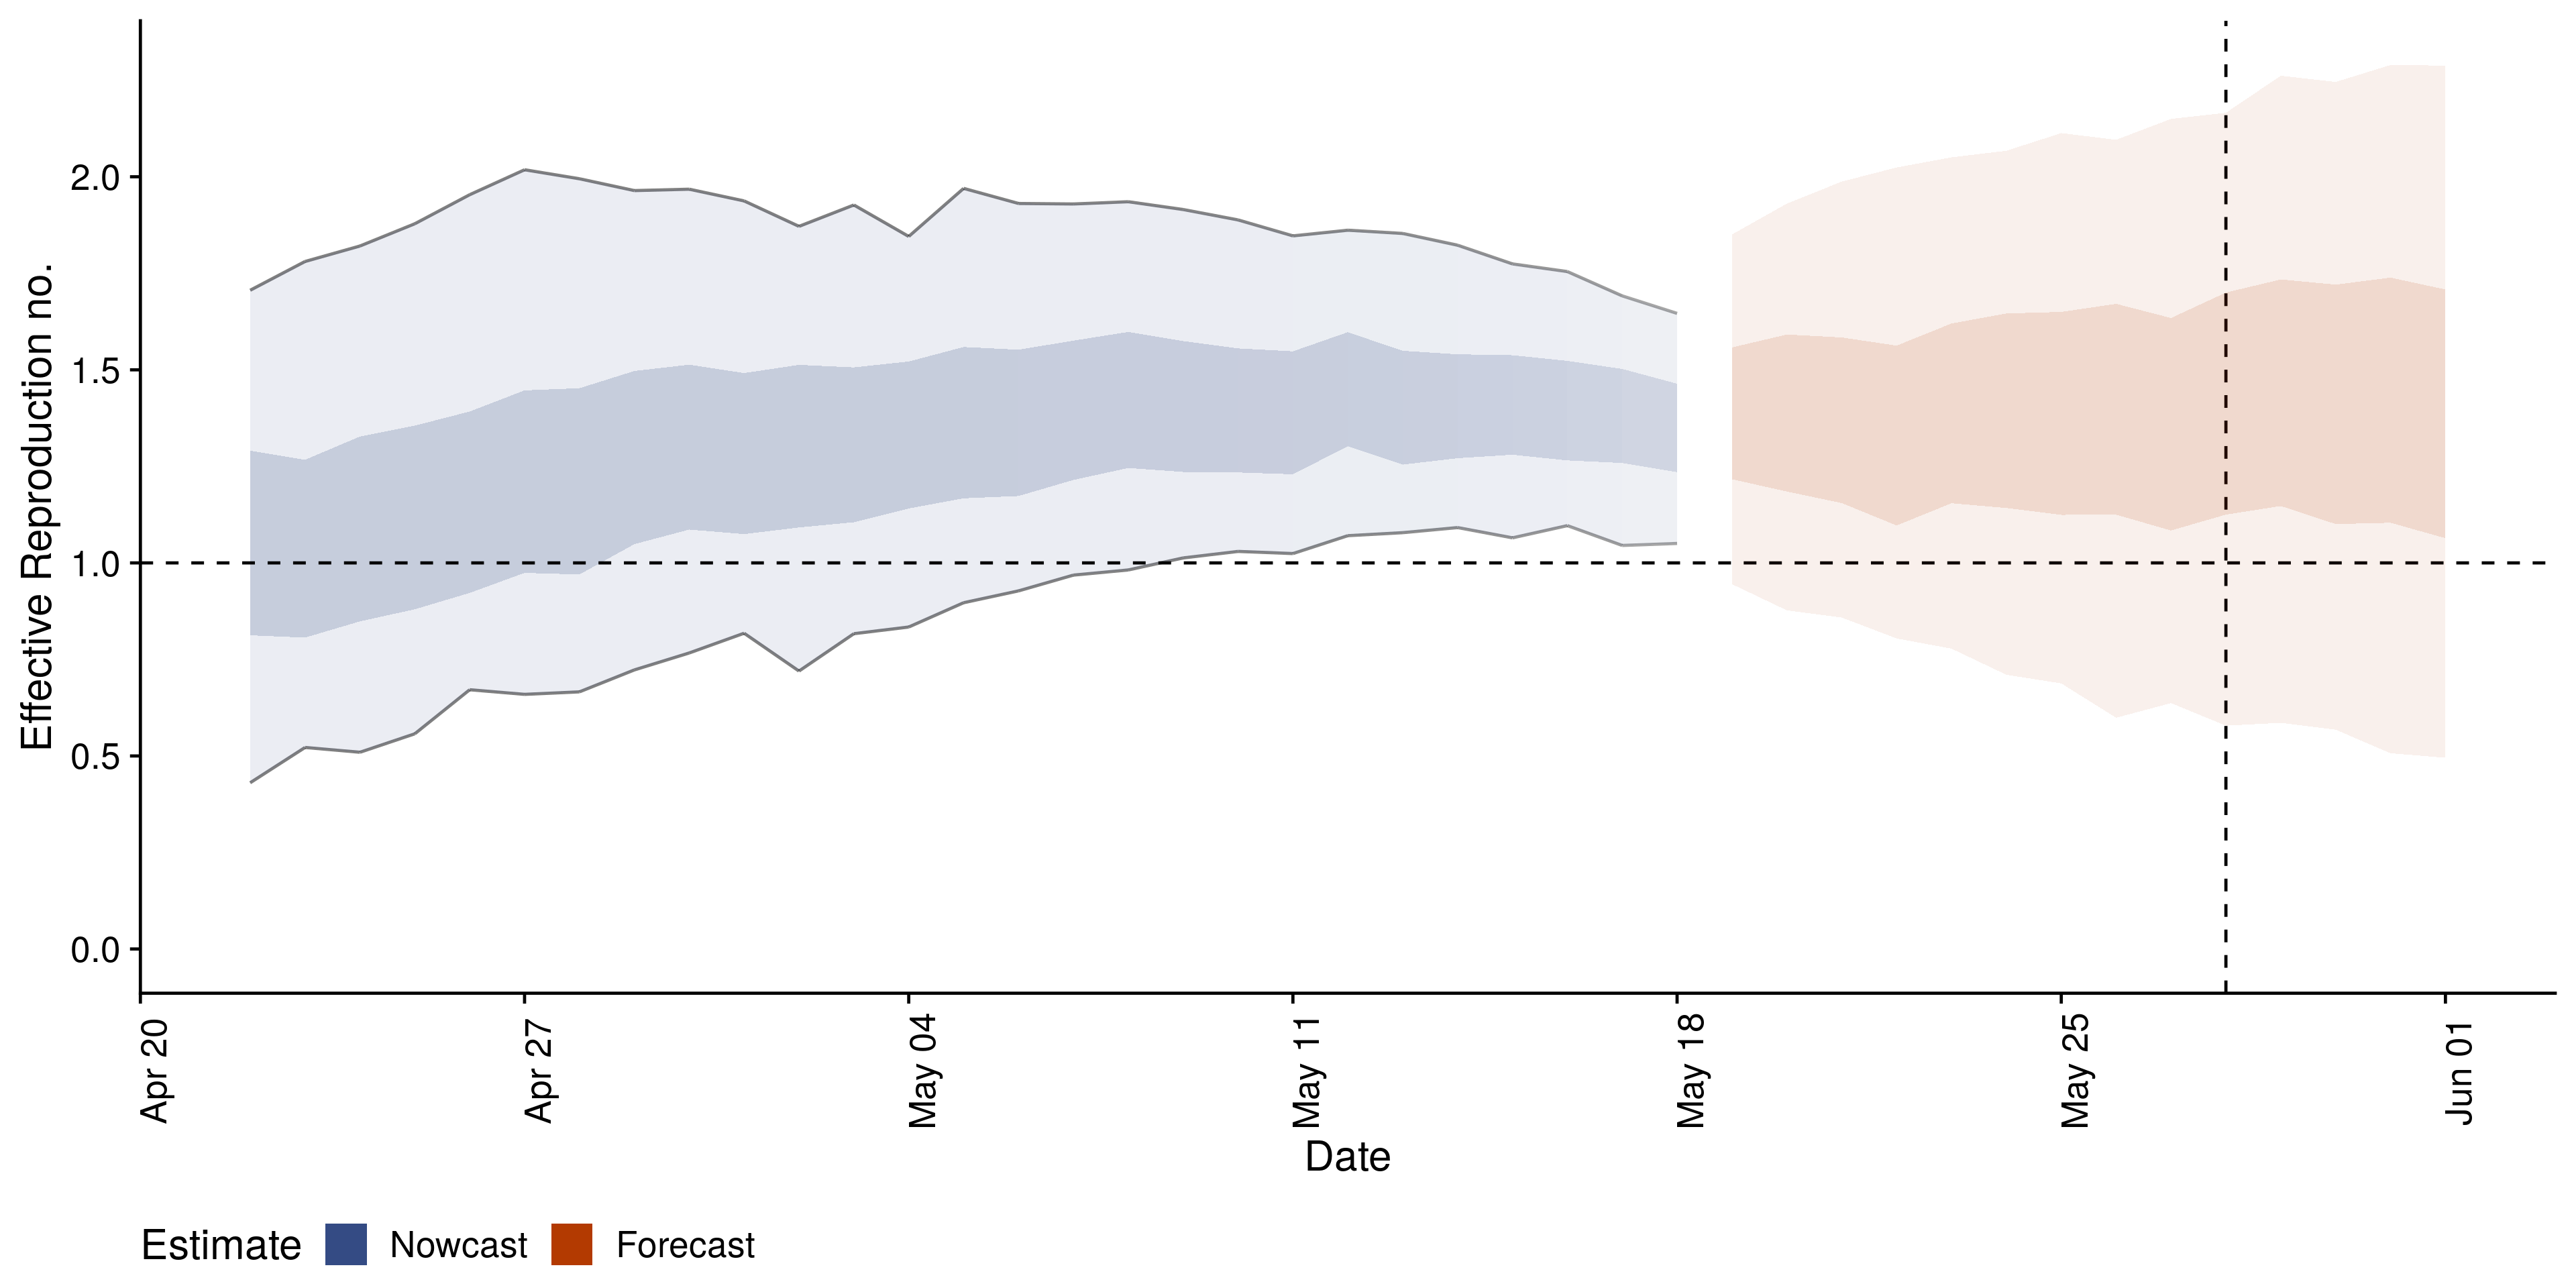 Effective Reproduction no.
2.0
1.5
1.0
0.5
0.0
Apr 20
Apr 27
May 04
May 11
May 18
May 25
Jun 01
Date
Estimate Nowcast Forecast